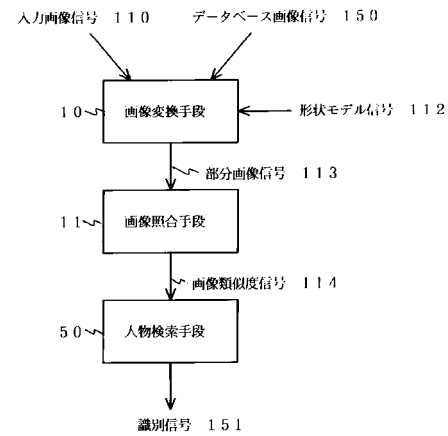 入力画像信号 １１０
データベース画像信号 １５０
１０ 画像変換手段
形状モデル信号 １１２
部分画像信号 １１３
１１ 画像照合手段
画像類似度信号 １１４
５０ 人物検索手段
識別信号 １５１